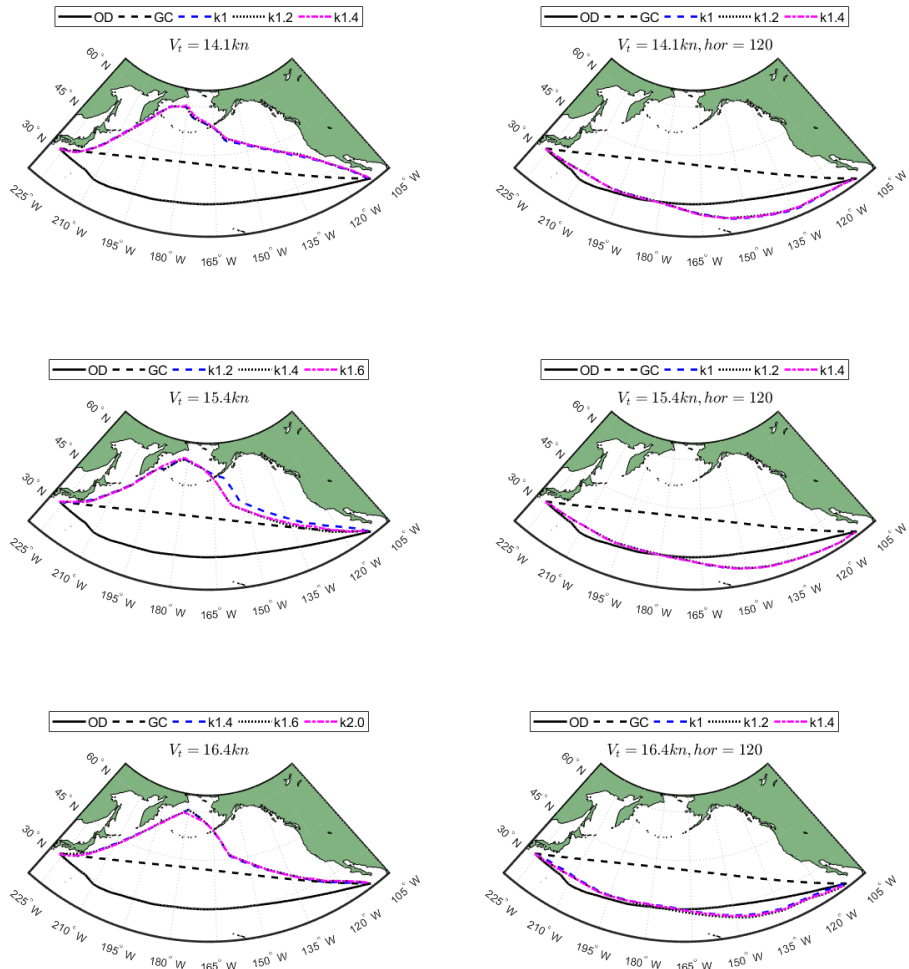 OD GC k1 k1.2 k1.4
V_t = 14.1kn
60° N
45° N
30° N
225° W
210° W
195° W
180° W
165° W
150° W
135° W
120° W
105° W
OD GC k1 k1.2 k1.4
V_t = 14.1kn, hor = 120
60° N
45° N
30° N
225° W
210° W
195° W
180° W
165° W
150° W
135° W
120° W
105° W
OD GC k1.2 k1.4 k1.6
V_t = 15.4kn
60° N
45° N
30° N
225° W
210° W
195° W
180° W
165° W
150° W
135° W
120° W
105° W
OD GC k1 k1.2 k1.4
V_t = 15.4kn, hor = 120
60° N
45° N
30° N
225° W
210° W
195° W
180° W
165° W
150° W
135° W
120° W
105° W
OD GC k1.4 k1.6 k2.0
V_t = 16.4kn
60° N
45° N
30° N
225° W
210° W
195° W
180° W
165° W
150° W
135° W
120° W
105° W
OD GC k1 k1.2 k1.4
V_t = 16.4kn, hor = 120
60° N
45° N
30° N
225° W
210° W
195° W
180° W
165° W
150° W
135° W
120° W
105° W